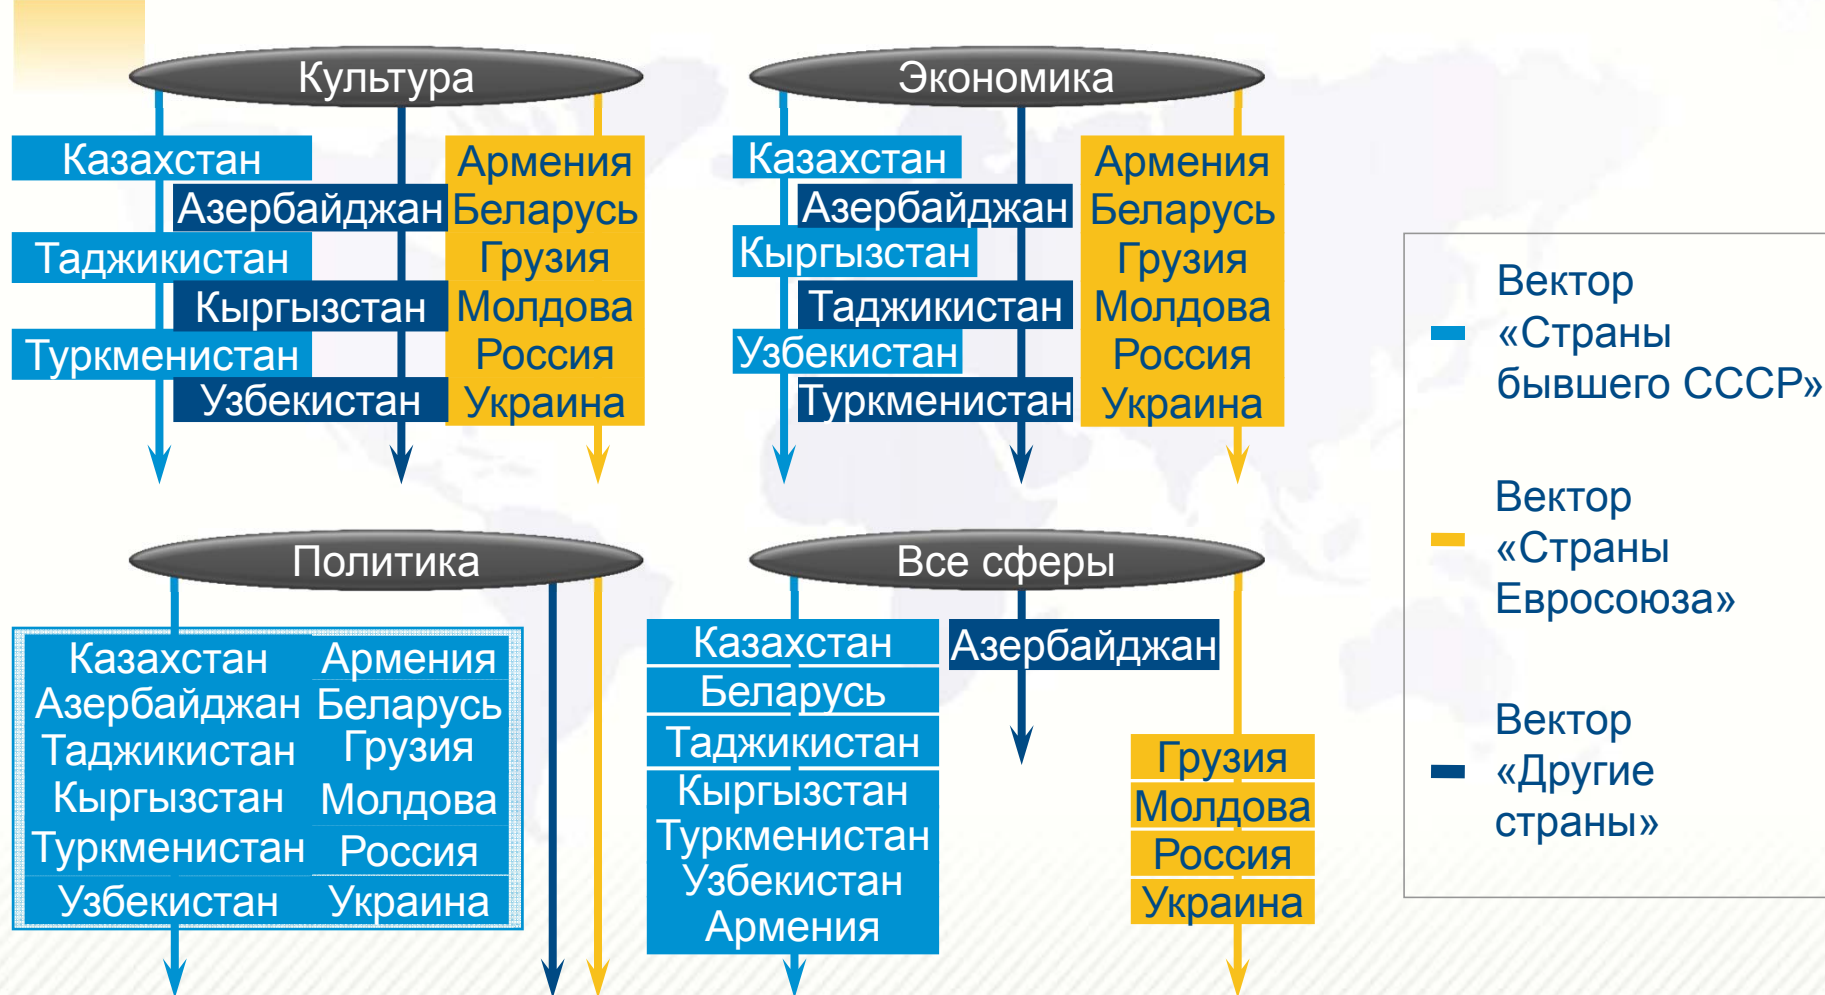 Культура
Казахстан
Таджикистан
Туркменистан
Азербайджан
Кыргызстан
Узбекистан
Армения
Беларусь
Грузия
Молдова
Россия
Украина
Экономика
Казахстан
Кыргызстан
Узбекистан
Азербайджан
Таджикистан
Туркменистан
Армения
Беларусь
Грузия
Молдова
Россия
Украина
Политика
Казахстан
Азербайджан
Таджикистан
Кыргызстан
Туркменистан
Узбекистан
Армения
Беларусь
Грузия
Молдова
Россия
Украина
Все сферы
Казахстан
Беларусь
Таджикистан
Кыргызстан
Туркменистан
Узбекистан
Армения
Азербайджан
Грузия
Молдова
Россия
Украина
Вектор
«Страны
бывшего СССР»
Вектор
«Страны
Евросоюза»
Вектор
«Другие
страны»